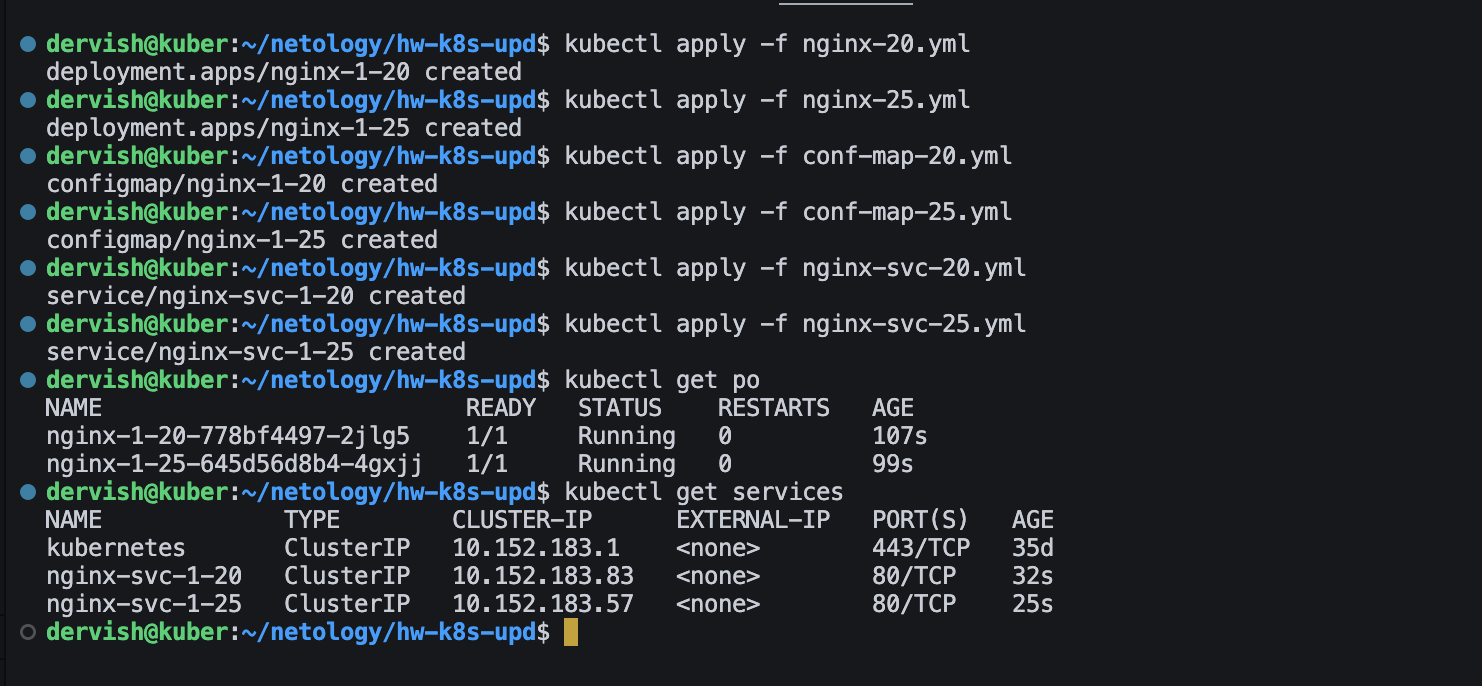 dervish@kuber:~/netology/hw-k8s-upd$ kubectl apply -f nginx-20.yml
deployment.apps/nginx-1-20 created
dervish@kuber:~/netology/hw-k8s-upd$ kubectl apply -f nginx-25.yml
deployment.apps/nginx-1-25 created
dervish@kuber:~/netology/hw-k8s-upd$ kubectl apply -f conf-map-20.yml
configmap/nginx-1-20 created
dervish@kuber:~/netology/hw-k8s-upd$ kubectl apply -f conf-map-25.yml
configmap/nginx-1-25 created
dervish@kuber:~/netology/hw-k8s-upd$ kubectl apply -f nginx-svc-20.yml
service/nginx-svc-1-20 created
dervish@kuber:~/netology/hw-k8s-upd$ kubectl apply -f nginx-svc-25.yml
service/nginx-svc-1-25 created
dervish@kuber:~/netology/hw-k8s-upd$ kubectl get po
NAME                          READY   STATUS    RESTARTS   AGE
nginx-1-20-778bf4497-2jlg5    1/1     Running   0          107s
nginx-1-25-645d56d8b4-4gxjj   1/1     Running   0          99s
dervish@kuber:~/netology/hw-k8s-upd$ kubectl get services
NAME             TYPE        CLUSTER-IP      EXTERNAL-IP   PORT(S)   AGE
kubernetes       ClusterIP   10.152.183.1    <none>        443/TCP   35d
nginx-svc-1-20   ClusterIP   10.152.183.83   <none>        80/TCP    32s
nginx-svc-1-25   ClusterIP   10.152.183.57   <none>        80/TCP    25s
dervish@kuber:~/netology/hw-k8s-upd$